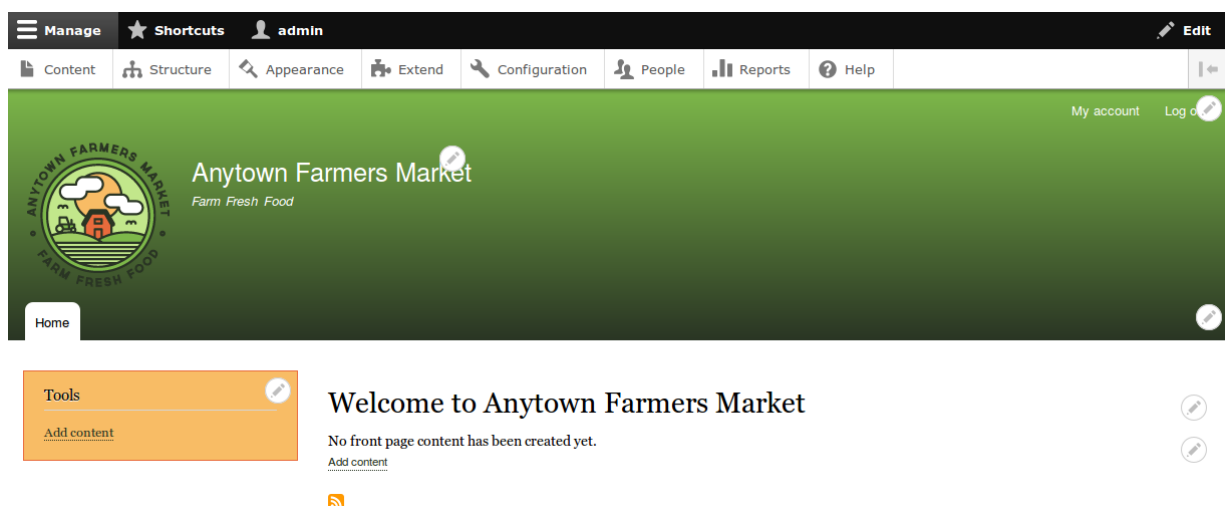 Manage Shortcuts admin Edit
Content Structure Appearance Extend Configuration People Reports Help
My account Log o
ANYTOWN FARMERS MARKET
FARM FRESH FOOD
Anytown Farmers Market
Farm Fresh Food
Home
Tools
Add content
Welcome to Anytown Farmers Market
No front page content has been created yet.
Add content